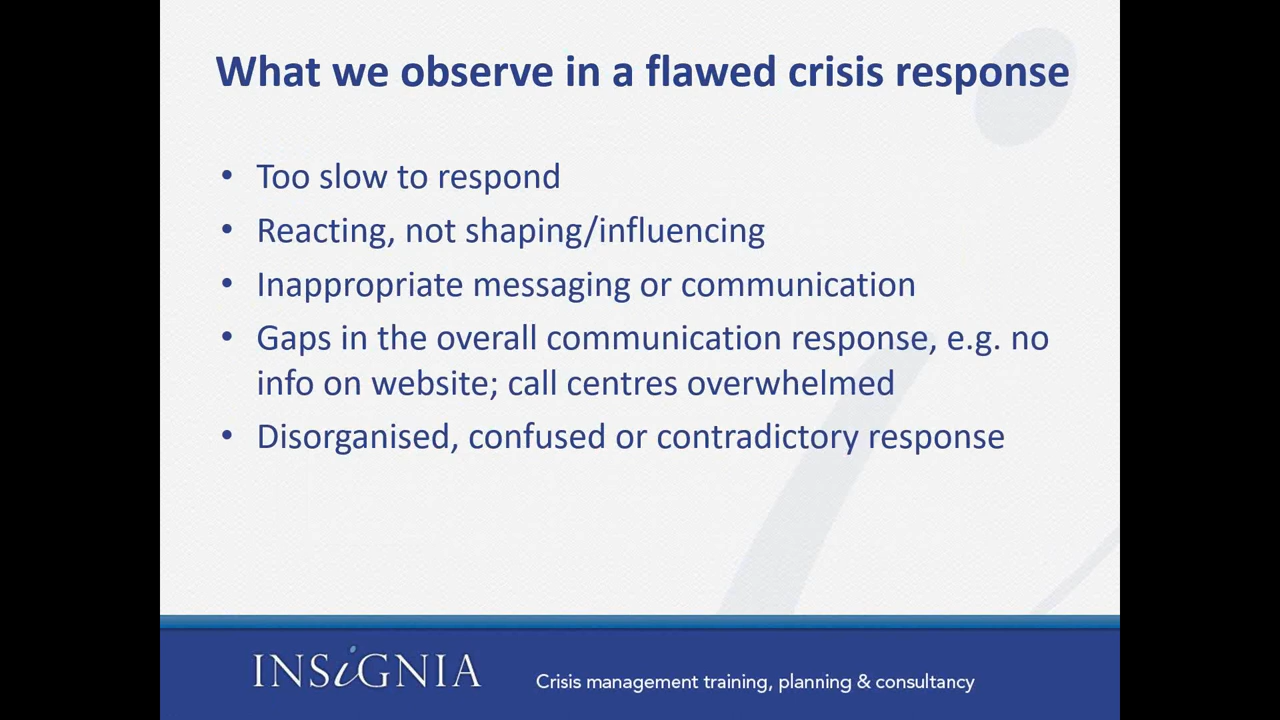 What we observe in a flawed crisis response
• Too slow to respond
• Reacting, not shaping/influencing
• Inappropriate messaging or communication
• Gaps in the overall communication response, e.g. no
info on website; call centres overwhelmed
• Disorganised, confused or contradictory response
INSiGNIA
Crisis management training, planning & consultancy